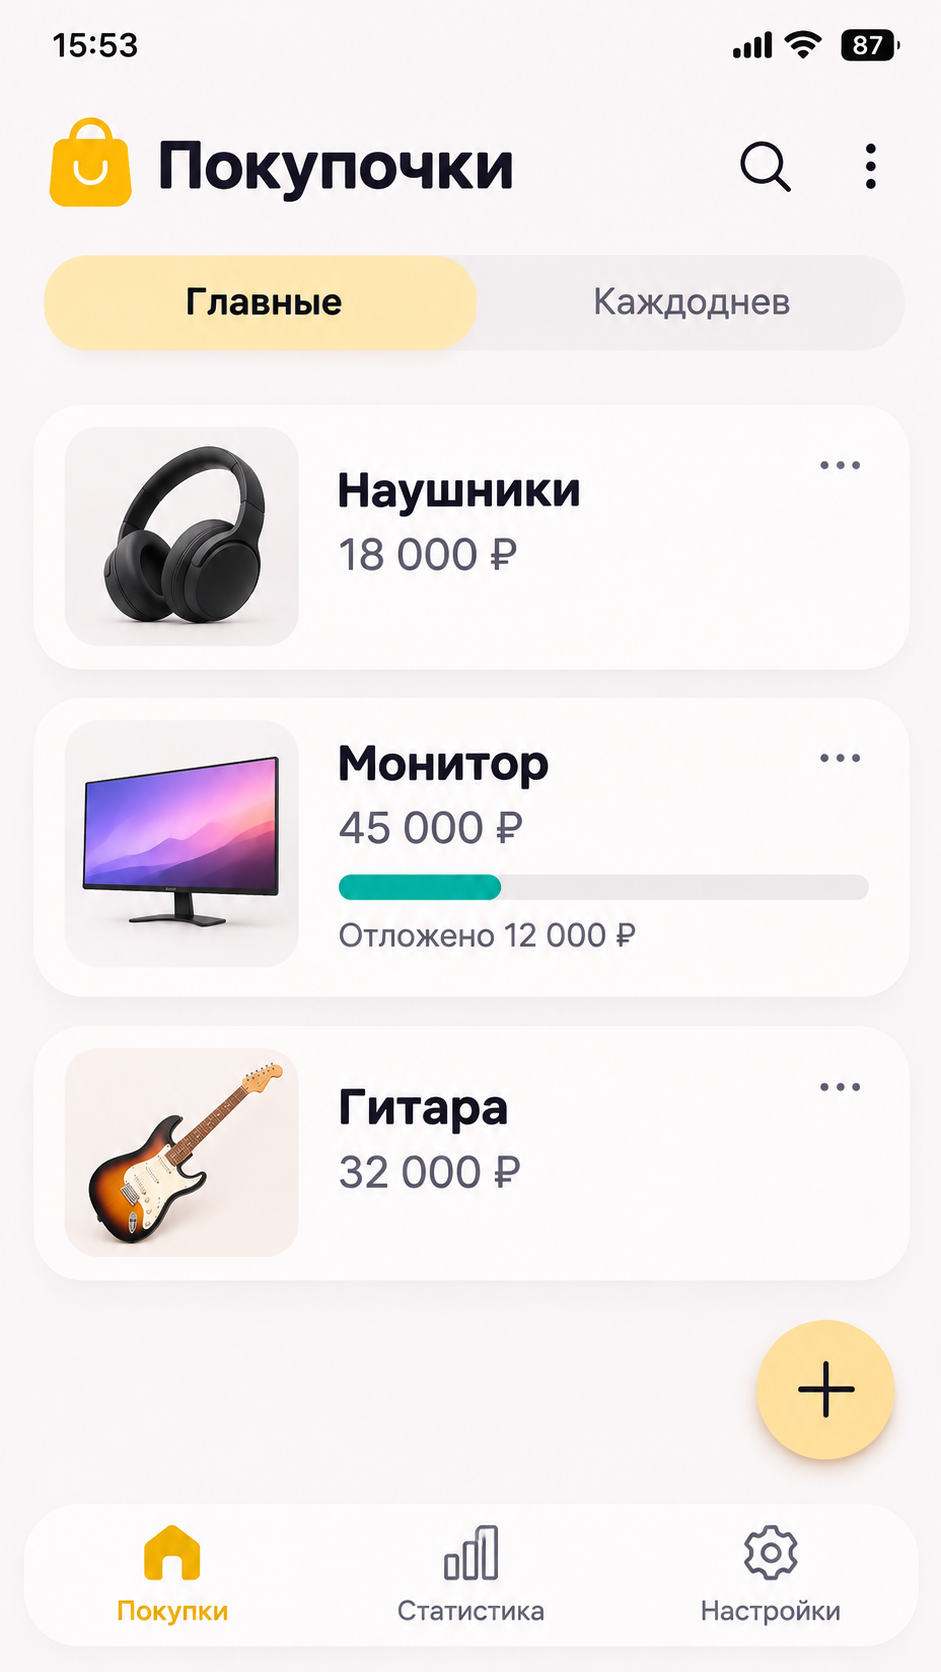 15:53
87
Покупочки
Главные
Каждоднев
Наушники
18 000 ₽
Монитор
45 000 ₽
Отложено 12 000 ₽
Гитара
32 000 ₽
Покупки
Статистика
Настройки